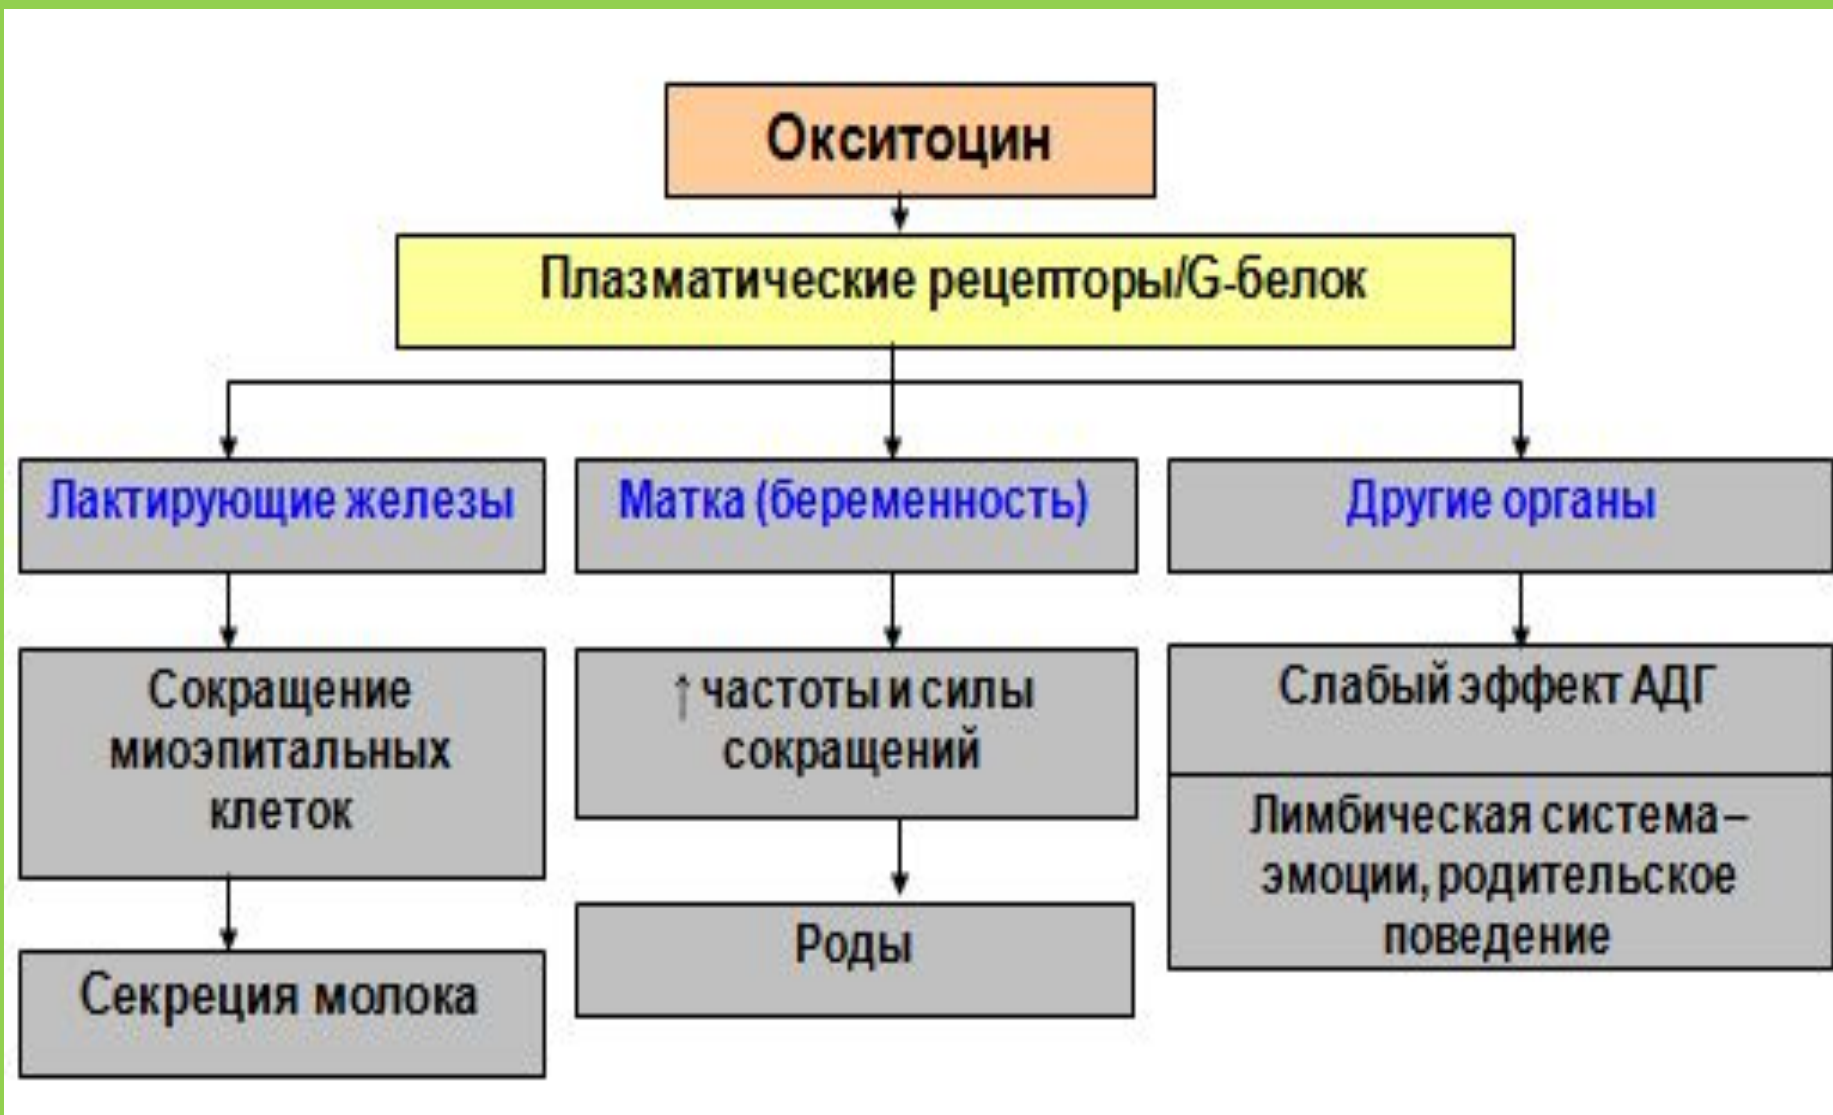 Окситоцин
Плазматические рецепторы/G-белок
Лактирующие железы
Матка (беременность)
Другие органы
Сокращение
миоэпитальных
клеток
↑ частоты и силы
сокращений
Слабый эффект АДГ
Лимбическая система –
эмоции, родительское
поведение
Секреция молока
Роды